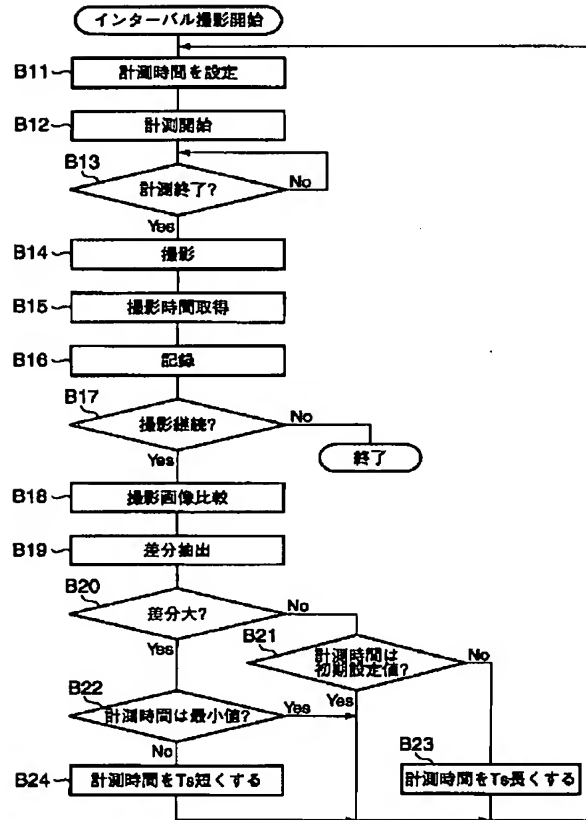 インターバル撮影開始
B11 計測時間を設定
B12 計測開始
B13 計測終了? No
Yes
B14 撮影
B15 撮影時間取得
B16 記録
B17 撮影継続? No
Yes
終了
B18 撮影画像比較
B19 差分抽出
B20 差分大? No
Yes
B21 計測時間は
初期設定値? No
Yes
B22 計測時間は最小値? Yes
No
B23 計測時間をTs長くする
B24 計測時間をTs短くする